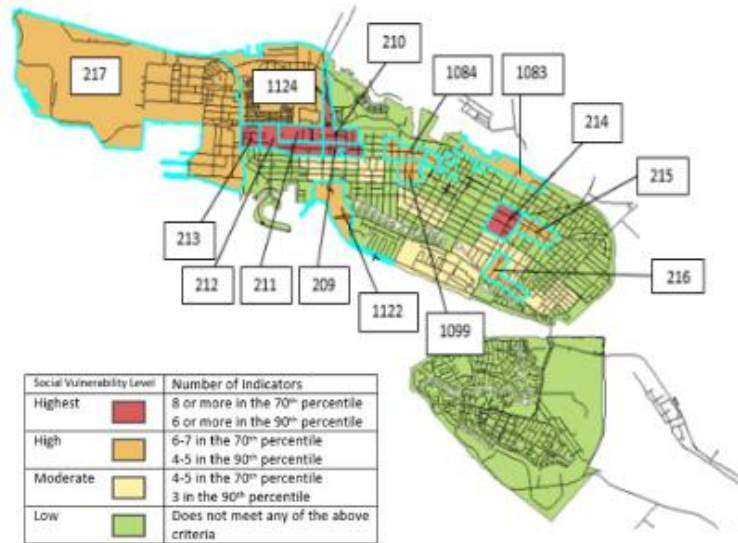 210
1084
1083
217
1124
214
215
213
212
211
209
1122
1099
216
Social Vulnerability Level Number of Indicators
Highest 8 or more in the 70th percentile
6 or more in the 90th percentile
High 6-7 in the 70th percentile
4-5 in the 90th percentile
Moderate 4-5 in the 70th percentile
3 in the 90th percentile
Low Does not meet any of the above
criteria